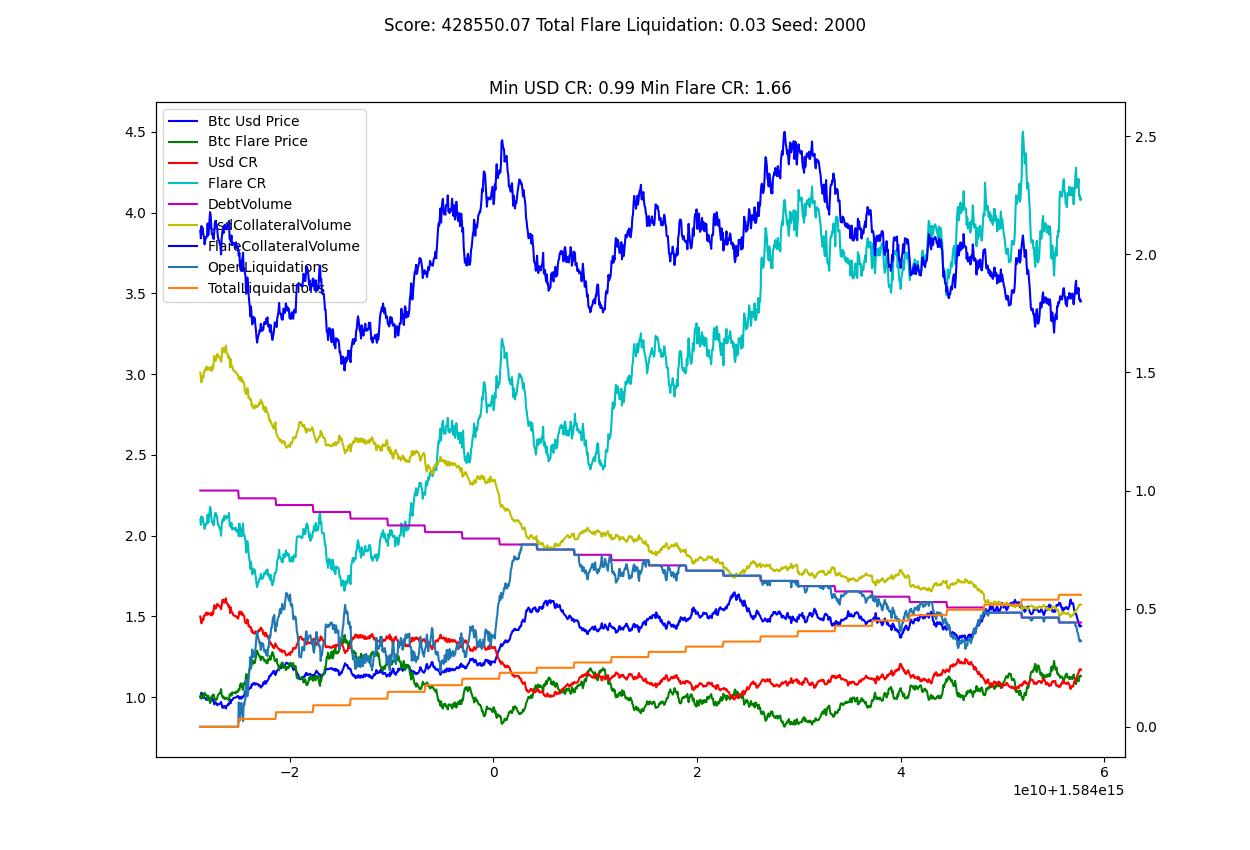 Score: 428550.07 Total Flare Liquidation: 0.03 Seed: 2000
Min USD CR: 0.99 Min Flare CR: 1.66
Btc Usd Price
Btc Flare Price
Usd CR
Flare CR
DebtVolume
UsdCollateralVolume
FlareCollateralVolume
OpenLiquidations
TotalLiquidations
4.5
4.0
3.5
3.0
2.5
2.0
1.5
1.0
2.5
2.0
1.5
1.0
0.5
0.0
−2
0
2
4
6
1e10+1.584e15